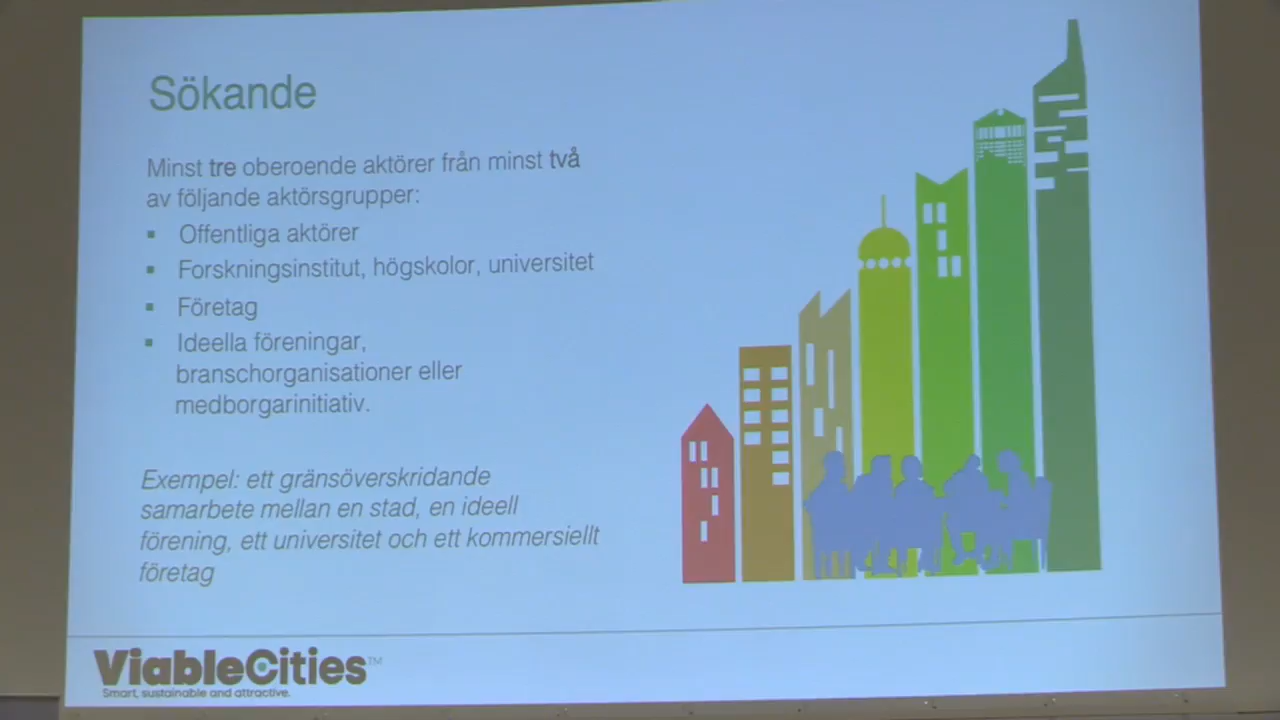 Sökande
Minst tre oberoende aktörer från minst två
av följande aktörsgrupper:
▪ Offentliga aktörer
▪ Forskningsinstitut, högskolor, universitet
▪ Företag
▪ Ideella föreningar,
branschorganisationer eller
medborgarinitiativ.
Exempel: ett gränsöverskridande
samarbete mellan en stad, en ideell
förening, ett universitet och ett kommersiellt
företag
ViableCities™
Smart, sustainable and attractive.